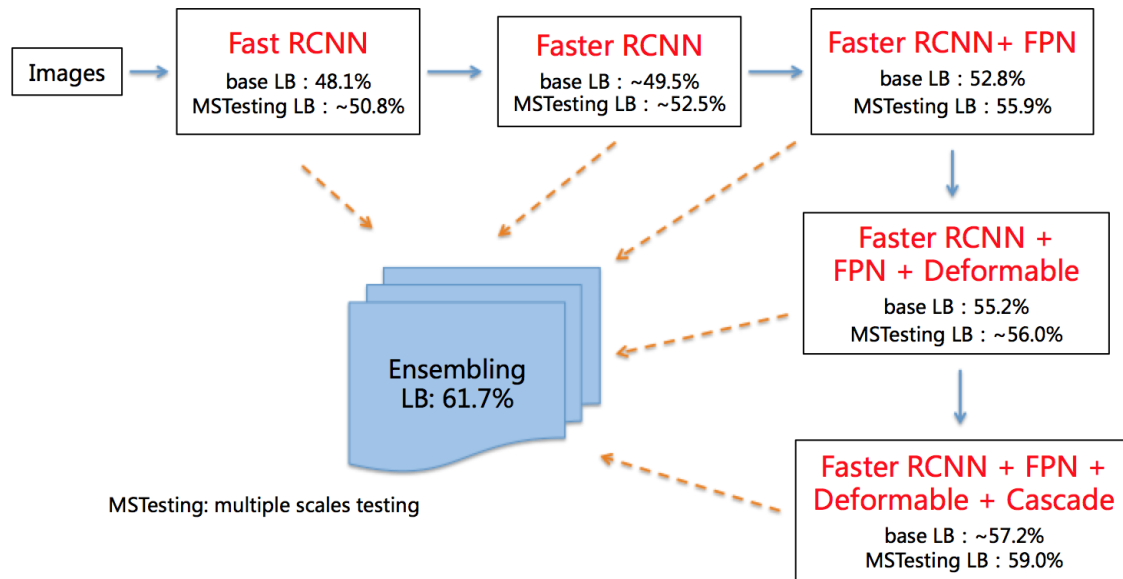 Images
Fast RCNN
base LB : 48.1%
MSTesting LB : ~50.8%
Faster RCNN
base LB : ~49.5%
MSTesting LB : ~52.5%
Faster RCNN+ FPN
base LB : 52.8%
MSTesting LB : 55.9%
Faster RCNN +
FPN + Deformable
base LB : 55.2%
MSTesting LB : ~56.0%
Ensembling
LB: 61.7%
Faster RCNN + FPN +
Deformable + Cascade
base LB : ~57.2%
MSTesting LB : 59.0%
MSTesting: multiple scales testing